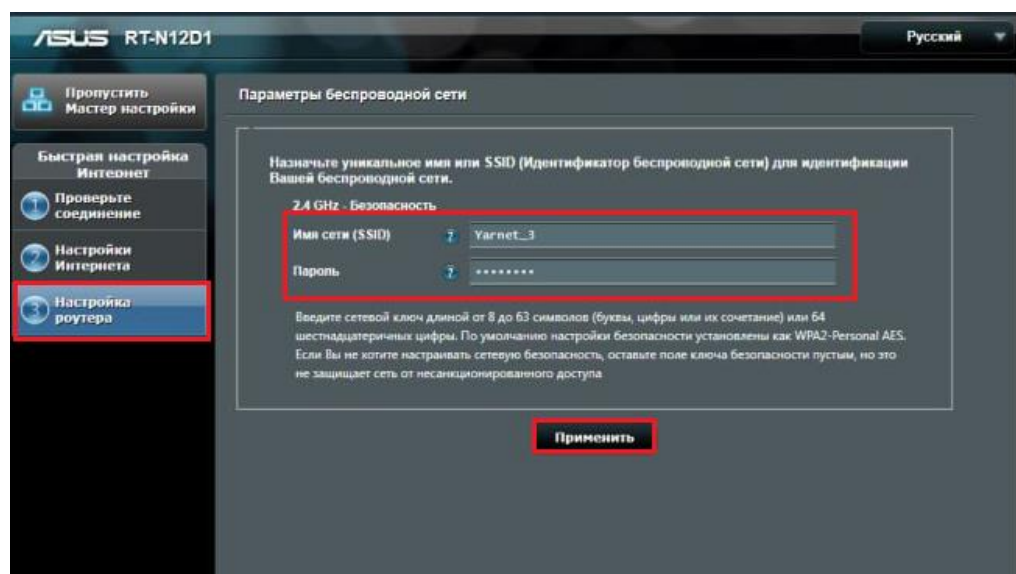 ASUS RT-N12D1
Русский
Пропустить
Мастер настройки
Быстрая настройка
Интернет
1 Проверьте
соединение
2 Настройки
Интернета
3 Настройка
роутера
Параметры беспроводной сети
Назначьте уникальное имя или SSID (Идентификатор беспроводной сети) для идентификации
Вашей беспроводной сети.
2.4 GHz - Безопасность
Имя сети (SSID) ? Yarnet_3
Пароль ? ••••••••
Введите сетевой ключ длиной от 8 до 63 символов (буквы, цифры или их сочетание) или 64
шестнадцатеричных цифры. По умолчанию настройки безопасности установлены как WPA2-Personal AES.
Если Вы не хотите настраивать сетевую безопасность, оставьте поле ключа безопасности пустым, но это
не защищает сеть от несанкционированного доступа
Применить